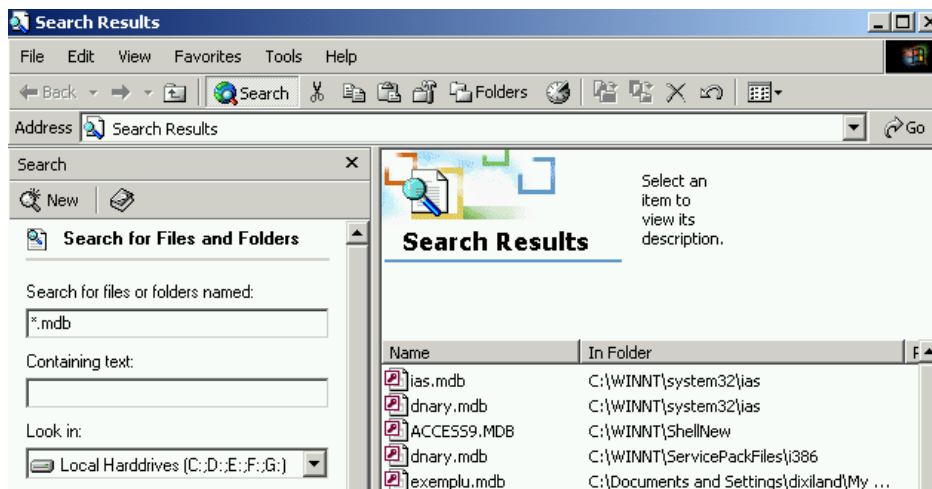 Search Results
File Edit View Favorites Tools Help
Back Search Folders
Address Search Results Go
Search
New
Search for Files and Folders
Search for files or folders named:
*.mdb
Containing text:
Look in:
Local Harddrives (C:;D:;E:;F:;G:)
Select an
item to
view its
description.
Search Results
Name In Folder
ias.mdb C:\WINNT\system32\ias
dnary.mdb C:\WINNT\system32\ias
ACCESS9.MDB C:\WINNT\ShellNew
dnary.mdb C:\WINNT\ServicePackFiles\i386
exemplu.mdb C:\Documents and Settings\dixiland\My ...